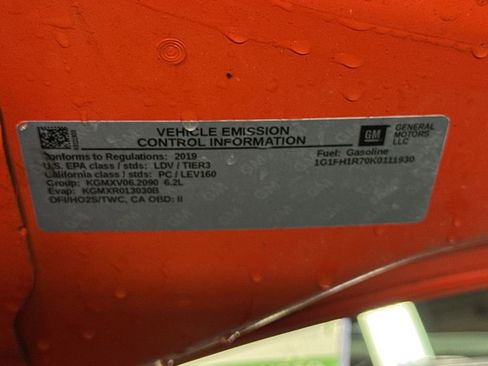 VEHICLE EMISSION
CONTROL INFORMATION
GM
GENERAL
MOTORS
LLC
Conforms to Regulations: 2019
Fuel: Gasoline
U.S. EPA class / stds: LDV / TIER3
1G1FH1R70K0111930
California class / stds: PC / LEV160
Group: KGMXV06.2090 6.2L
Evap: KGMXR013030B
DFI/HO2S/TWC, CA OBD: II